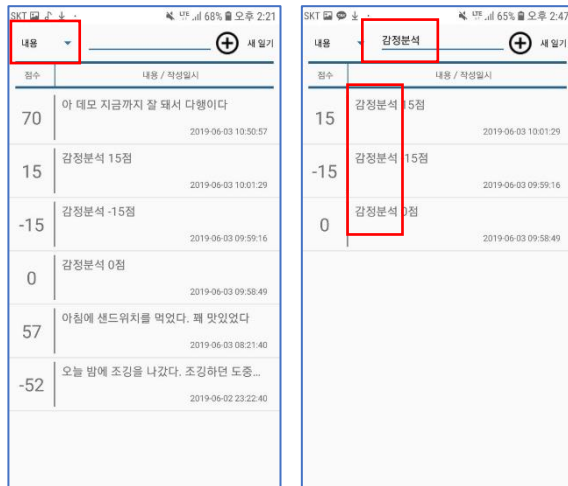 SKT LTE 68% 오후 2:21
내용 새 일기
점수 내용 / 작성일시
70 아 데모 지금까지 잘 돼서 다행이다
2019-06-03 10:50:57
15 감정분석 15점
2019-06-03 10:01:29
-15 감정분석 -15점
2019-06-03 09:59:16
0 감정분석 0점
2019-06-03 09:58:49
57 아침에 샌드위치를 먹었다. 꽤 맛있었다
2019-06-03 08:21:40
-52 오늘 밤에 조깅을 나갔다. 조깅하던 도중...
2019-06-02 23:22:40
SKT LTE 65% 오후 2:47
내용 감정분석 새 일기
점수 내용 / 작성일시
15 감정분석 15점
2019-06-03 10:01:29
-15 감정분석 -15점
2019-06-03 09:59:16
0 감정분석 0점
2019-06-03 09:58:49